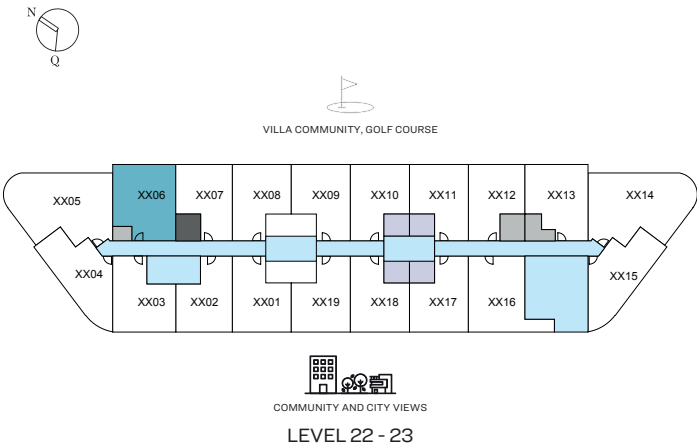 N
Q
VILLA COMMUNITY, GOLF COURSE
XX05 XX06 XX07 XX08 XX09 XX10 XX11 XX12 XX13 XX14
XX04 XX15
XX03 XX02 XX01 XX19 XX18 XX17 XX16
COMMUNITY AND CITY VIEWS
LEVEL 22 - 23